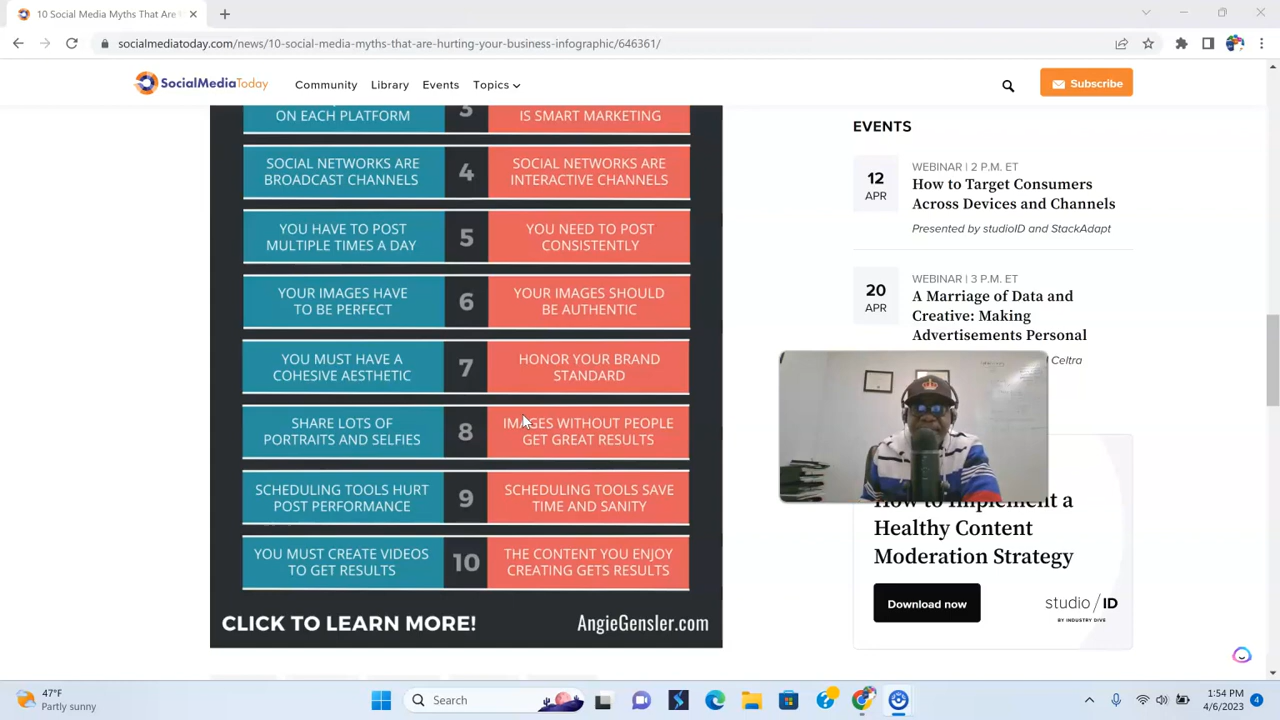 10 Social Media Myths That Are
socialmediatoday.com/news/10-social-media-myths-that-are-hurting-your-business-infographic/646361/
SocialMediaToday
Community
Library
Events
Topics
Subscribe
ON EACH PLATFORM
3
IS SMART MARKETING
SOCIAL NETWORKS ARE
BROADCAST CHANNELS
4
SOCIAL NETWORKS ARE
INTERACTIVE CHANNELS
YOU HAVE TO POST
MULTIPLE TIMES A DAY
5
YOU NEED TO POST
CONSISTENTLY
YOUR IMAGES HAVE
TO BE PERFECT
6
YOUR IMAGES SHOULD
BE AUTHENTIC
YOU MUST HAVE A
COHESIVE AESTHETIC
7
HONOR YOUR BRAND
STANDARD
SHARE LOTS OF
PORTRAITS AND SELFIES
8
IMAGES WITHOUT PEOPLE
GET GREAT RESULTS
SCHEDULING TOOLS HURT
POST PERFORMANCE
9
SCHEDULING TOOLS SAVE
TIME AND SANITY
YOU MUST CREATE VIDEOS
TO GET RESULTS
10
THE CONTENT YOU ENJOY
CREATING GETS RESULTS
CLICK TO LEARN MORE!
AngieGensler.com
EVENTS
12
APR
WEBINAR | 2 P.M. ET
How to Target Consumers
Across Devices and Channels
Presented by studioID and StackAdapt
20
APR
WEBINAR | 3 P.M. ET
A Marriage of Data and
Creative: Making
Advertisements Personal
Celtra
How to Implement a
Healthy Content
Moderation Strategy
Download now
studio/ID
BY INDUSTRY DIVE
47°F
Partly sunny
Search
1:54 PM
4/6/2023
4